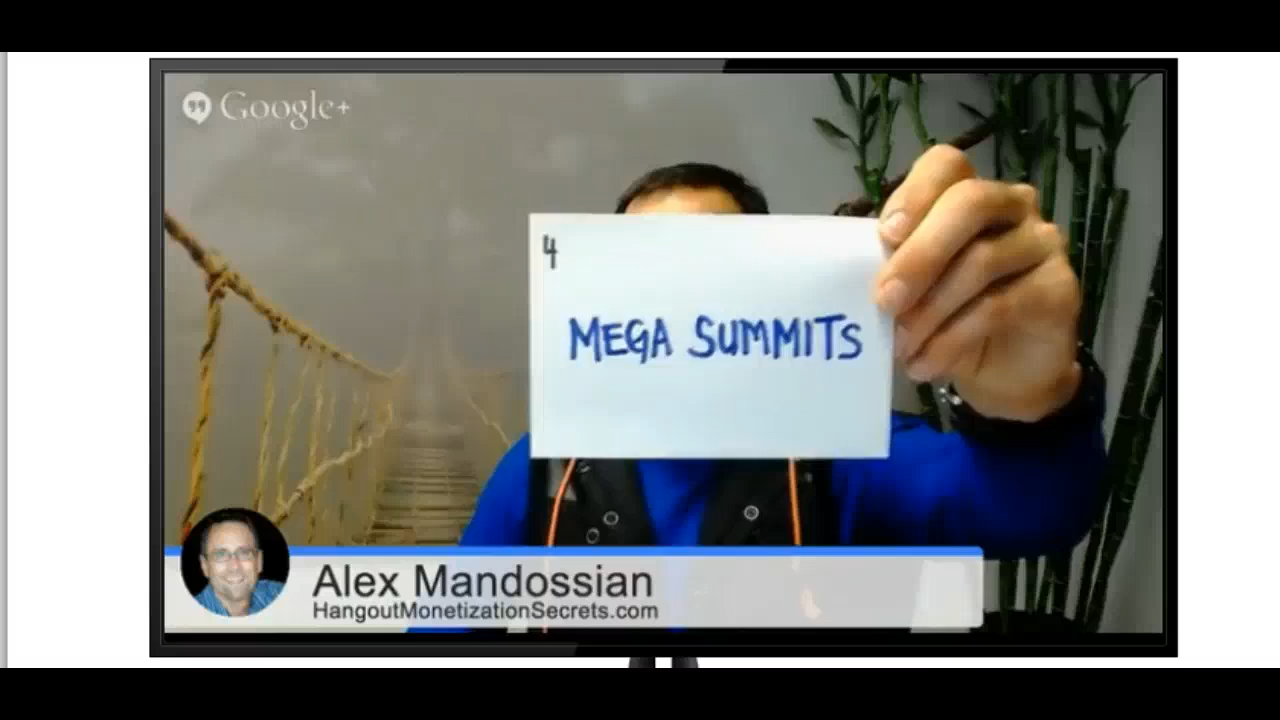 Google+
4
MEGA SUMMITS
Alex Mandossian
HangoutMonetizationSecrets.com